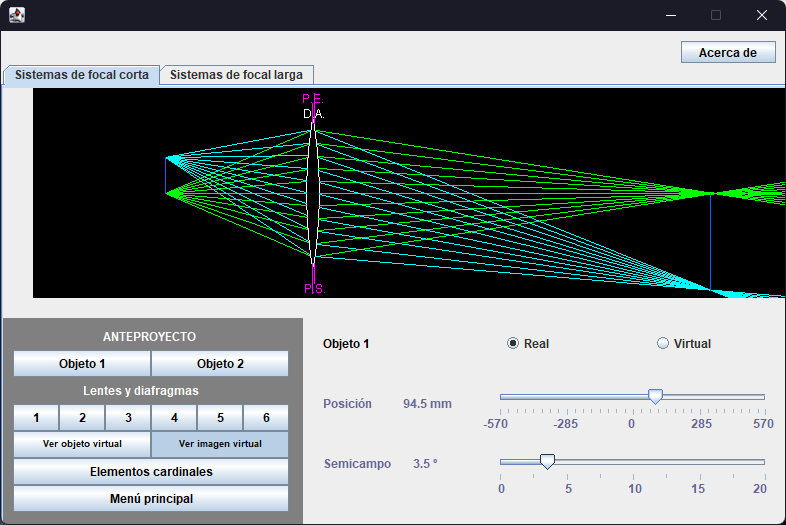 Acerca de
Sistemas de focal corta Sistemas de focal larga
P.E.
D.A.
P.S.
ANTEPROYECTO
Objeto 1 Objeto 2
Lentes y diafragmas
1 2 3 4 5 6
Ver objeto virtual Ver imagen virtual
Elementos cardinales
Menú principal
Objeto 1 Real Virtual
Posición 94.5 mm
-570 -285 0 285 570
Semicampo 3.5 °
0 5 10 15 20